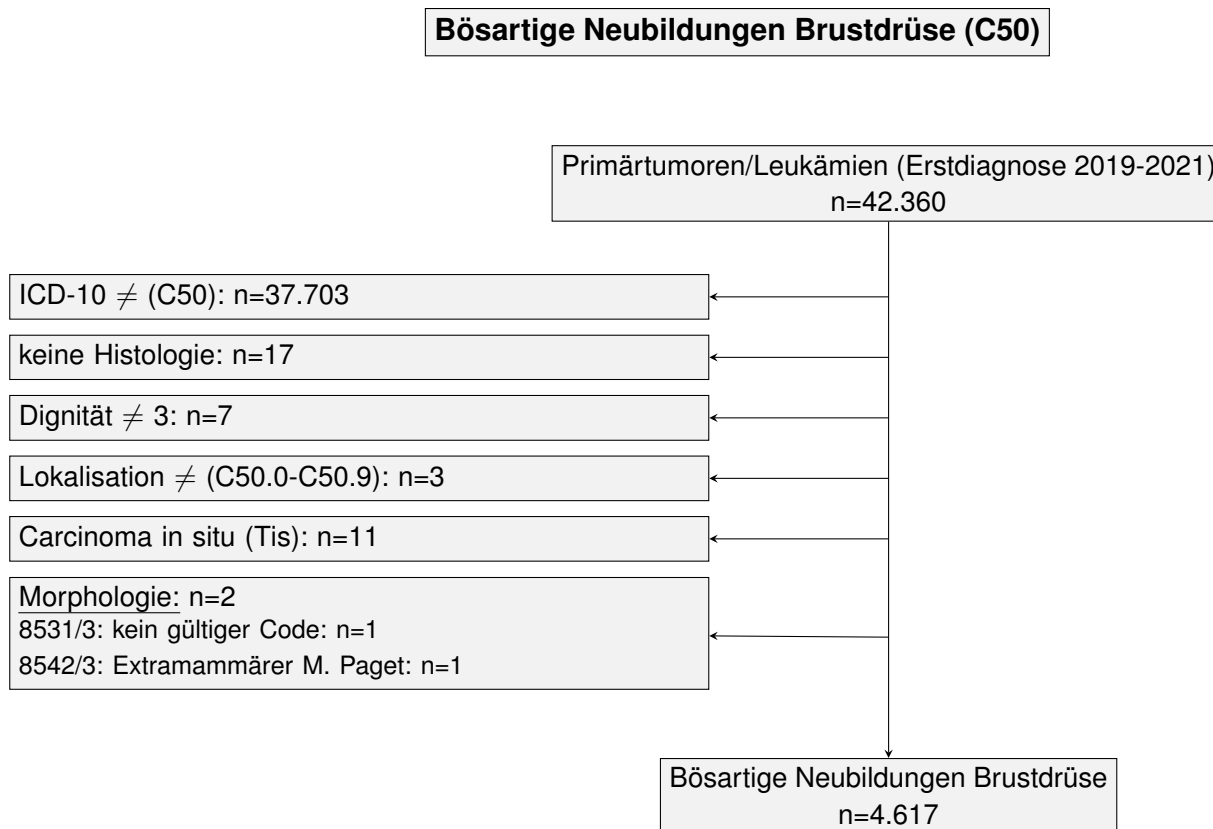 Bösartige Neubildungen Brustdrüse (C50)
Primärtumoren/Leukämien (Erstdiagnose 2019-2021)
n=42.360
ICD-10 ≠ (C50): n=37.703
keine Histologie: n=17
Dignität ≠ 3: n=7
Lokalisation ≠ (C50.0-C50.9): n=3
Carcinoma in situ (Tis): n=11
Morphologie: n=2
8531/3: kein gültiger Code: n=1
8542/3: Extramammärer M. Paget: n=1
Bösartige Neubildungen Brustdrüse
n=4.617